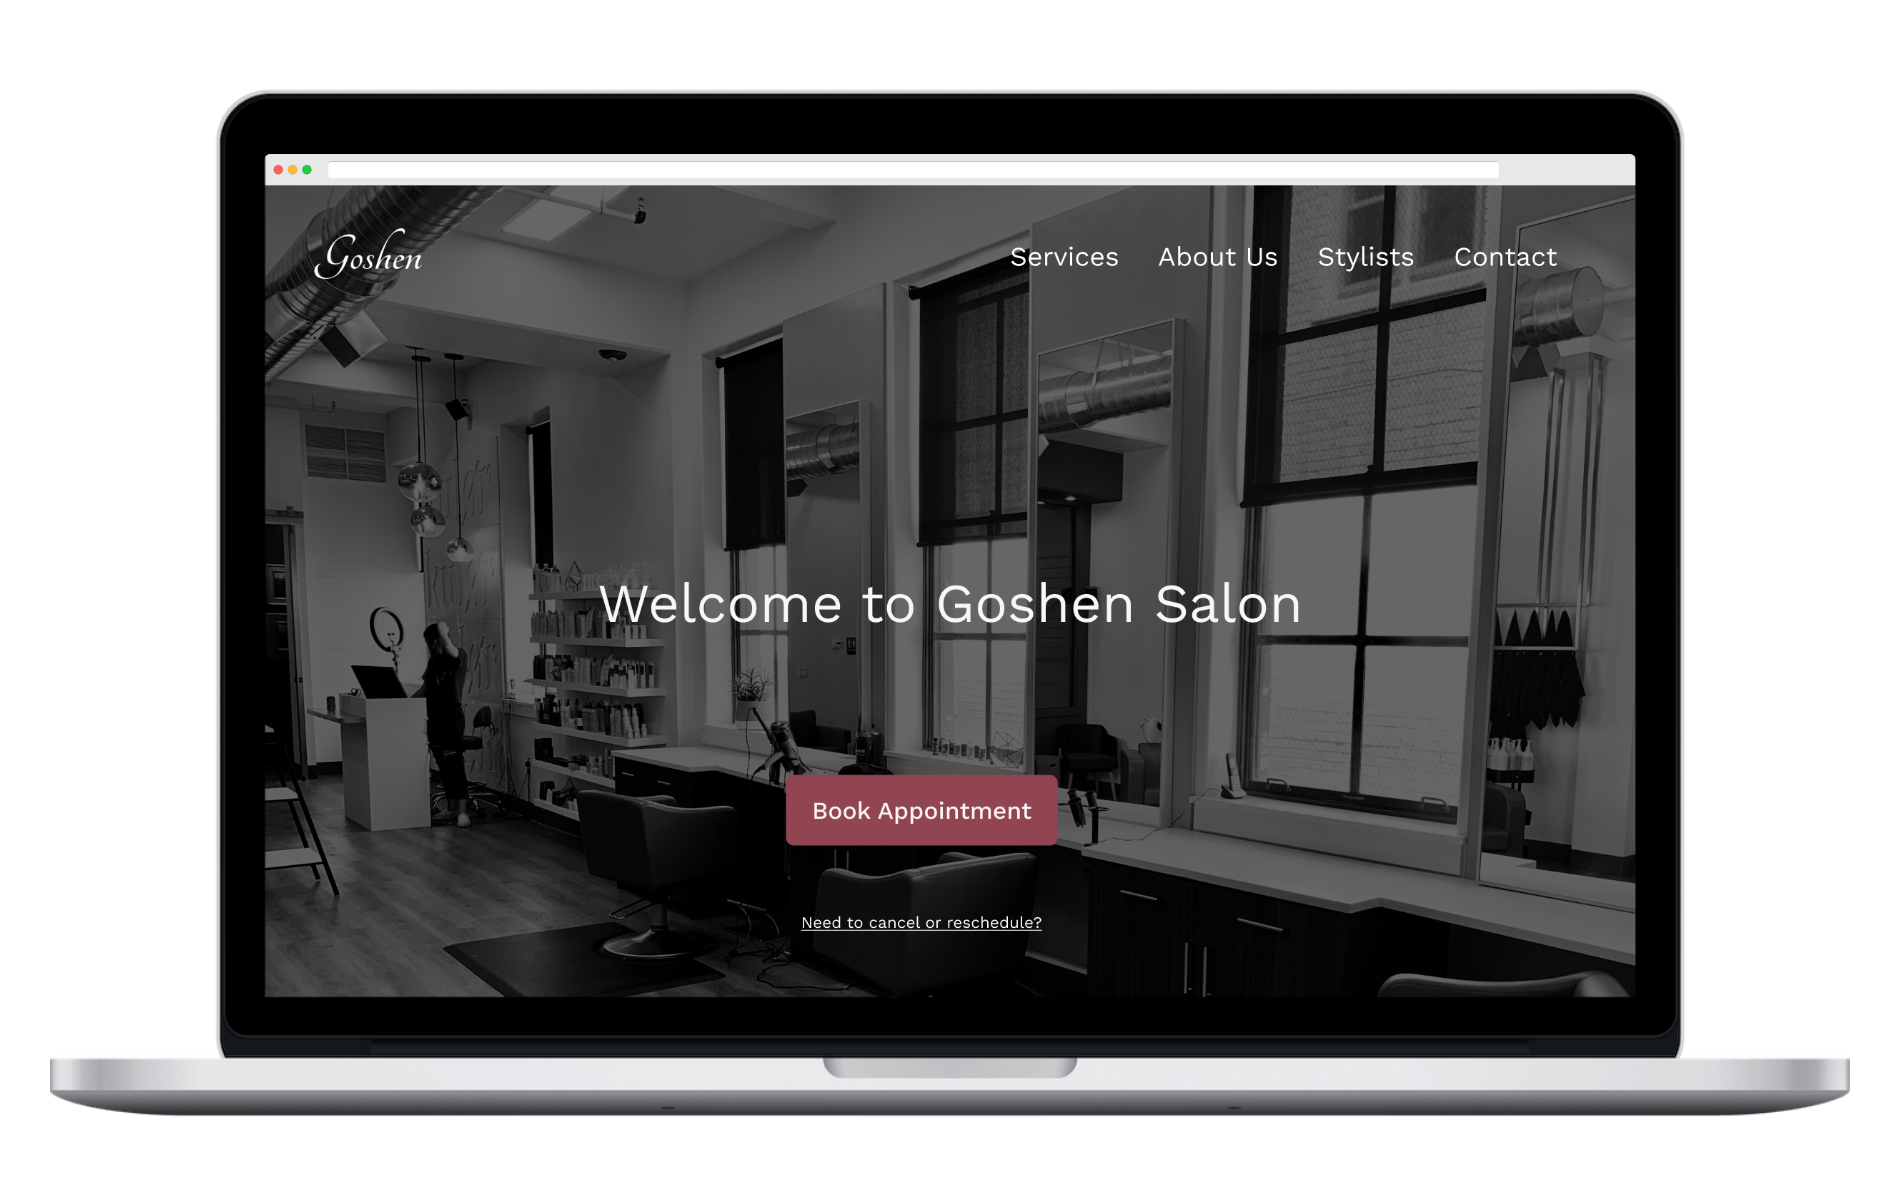 Goshen
Services About Us Stylists Contact
Welcome to Goshen Salon
Book Appointment
Need to cancel or reschedule?